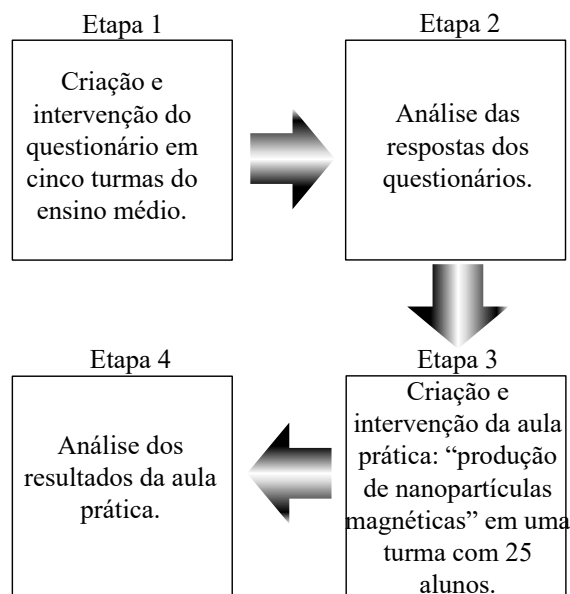 Etapa 1
Criação e
intervenção do
questionário em
cinco turmas do
ensino médio.
Etapa 2
Análise das
respostas dos
questionários.
Etapa 3
Criação e
intervenção da aula
prática: “produção
de nanopartículas
magnéticas” em uma
turma com 25
alunos.
Etapa 4
Análise dos
resultados da aula
prática.